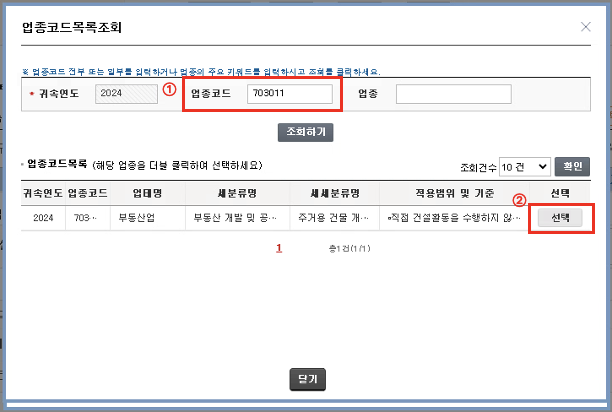 업종코드목록조회
※ 업종코드 전부 또는 일부를 입력하거나 업종의 주요 키워드를 입력하시고 조회를 클릭하세요.
* 귀속연도 2024 ① 업종코드 703011 업종
조회하기
업종코드목록 (해당 업종을 더블 클릭하여 선택하세요) 조회건수 10 건 확인
귀속연도 업종코드 업태명 세분류명 세세분류명 적용범위 및 기준 선택
②
2024 703… 부동산업 부동산 개발 및 공… 주거용 건물 개… •직접 건설활동을 수행하지 않… 선택
1 총1건(1/1)
닫기